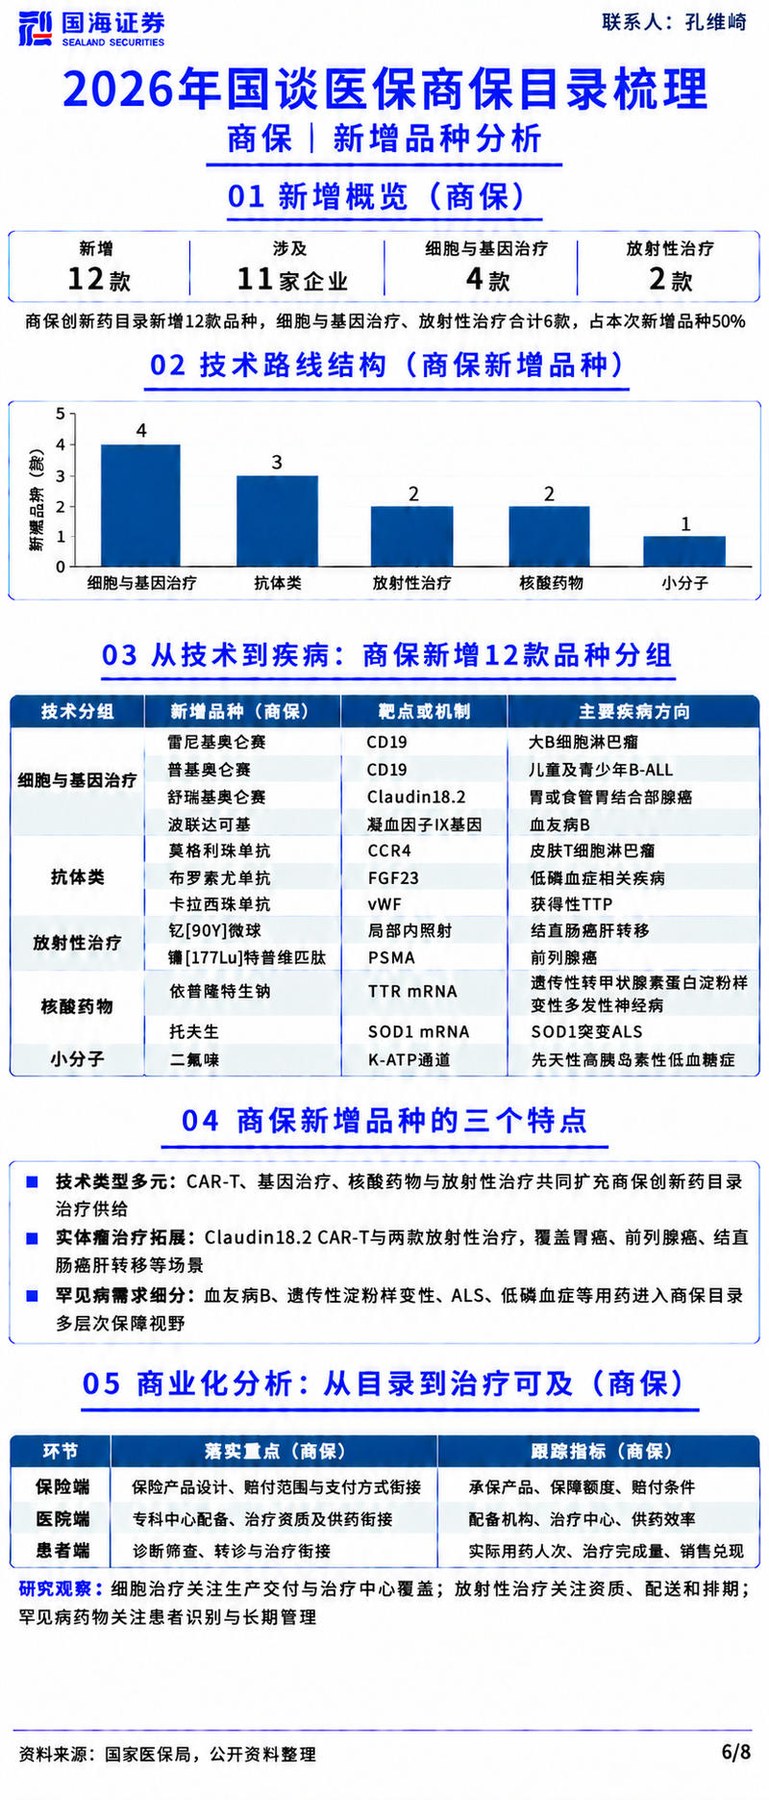 国海证券
SEALAND SECURITIES
联系人：孔维崎
2026年国谈医保商保目录梳理
商保｜新增品种分析
01 新增概览（商保）
新增
12款
涉及
11家企业
细胞与基因治疗
4款
放射性治疗
2款
商保创新药目录新增12款品种，细胞与基因治疗、放射性治疗合计6款，占本次新增品种50%
02 技术路线结构（商保新增品种）
5
4
3
2
1
0
4
3
2
2
1
细胞与基因治疗
抗体类
放射性治疗
核酸药物
小分子
03 从技术到疾病：商保新增12款品种分组
技术分组 新增品种（商保） 靶点或机制 主要疾病方向
细胞与基因治疗
雷尼基奥仑赛 CD19 大B细胞淋巴瘤
普基奥仑赛 CD19 儿童及青少年B-ALL
舒瑞基奥仑赛 Claudin18.2 胃或食管胃结合部腺癌
波联达可基 凝血因子IX基因 血友病B
抗体类
莫格利珠单抗 CCR4 皮肤T细胞淋巴瘤
布罗索尤单抗 FGF23 低磷血症相关疾病
卡拉西珠单抗 vWF 获得性TTP
放射性治疗
钇[90Y]微球 局部内照射 结直肠癌肝转移
镥[177Lu]特普维匹肽 PSMA 前列腺癌
核酸药物
依普隆特生钠 TTR mRNA 遗传性转甲状腺素蛋白淀粉样
变性多发性神经病
托夫生 SOD1 mRNA SOD1突变ALS
小分子 二氮嗪 K-ATP通道 先天性高胰岛素性低血糖症
04 商保新增品种的三个特点
技术类型多元：CAR-T、基因治疗、核酸药物与放射性治疗共同扩充商保创新药目录
治疗供给
实体瘤治疗拓展：Claudin18.2 CAR-T与两款放射性治疗，覆盖胃癌、前列腺癌、结直
肠癌肝转移等场景
罕见病需求细分：血友病B、遗传性淀粉样变性、ALS、低磷血症等用药进入商保目录
多层次保障视野
05 商业化分析：从目录到治疗可及（商保）
环节 落实重点（商保） 跟踪指标（商保）
保险端 保险产品设计、赔付范围与支付方式衔接 承保产品、保障额度、赔付条件
医院端 专科中心配备、治疗资质及供药衔接 配备机构、治疗中心、供药效率
患者端 诊断筛查、转诊与治疗衔接 实际用药人次、治疗完成量、销售兑现
研究观察：细胞治疗关注生产交付与治疗中心覆盖；放射性治疗关注资质、配送和排期；
罕见病药物关注患者识别与长期管理
资料来源：国家医保局，公开资料整理
6/8